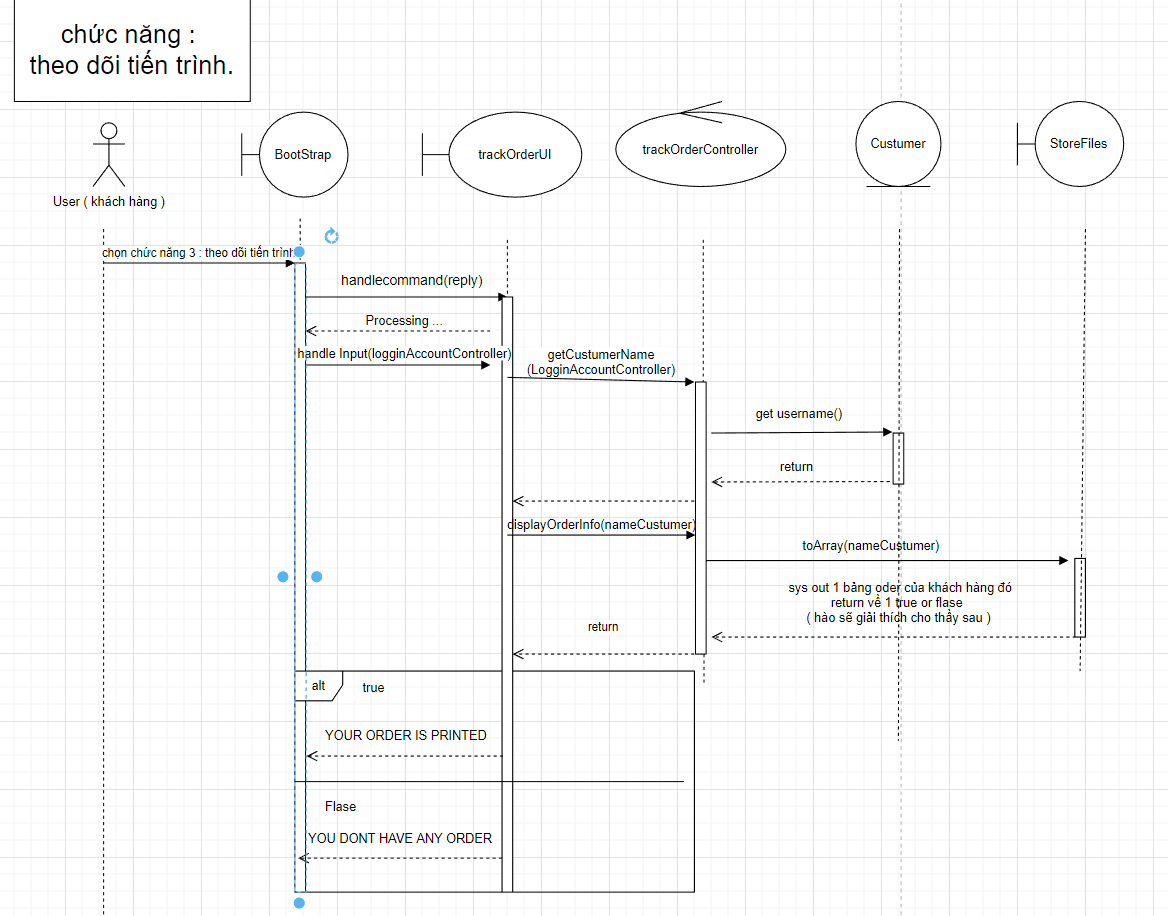 chức năng :
theo dõi tiến trình.
User ( khách hàng )
BootStrap
trackOrderUI
trackOrderController
Custumer
StoreFiles
chọn chức năng 3 : theo dõi tiến trình
handlecommand(reply)
Processing ...
handle Input(logginAccountController)
getCustumerName
(LogginAccountController)
get username()
return
displayOrderInfo(nameCustumer)
toArray(nameCustumer)
sys out 1 bảng oder của khách hàng đó
return về 1 true or flase
( hào sẽ giải thích cho thầy sau )
return
alt
true
YOUR ORDER IS PRINTED
Flase
YOU DONT HAVE ANY ORDER